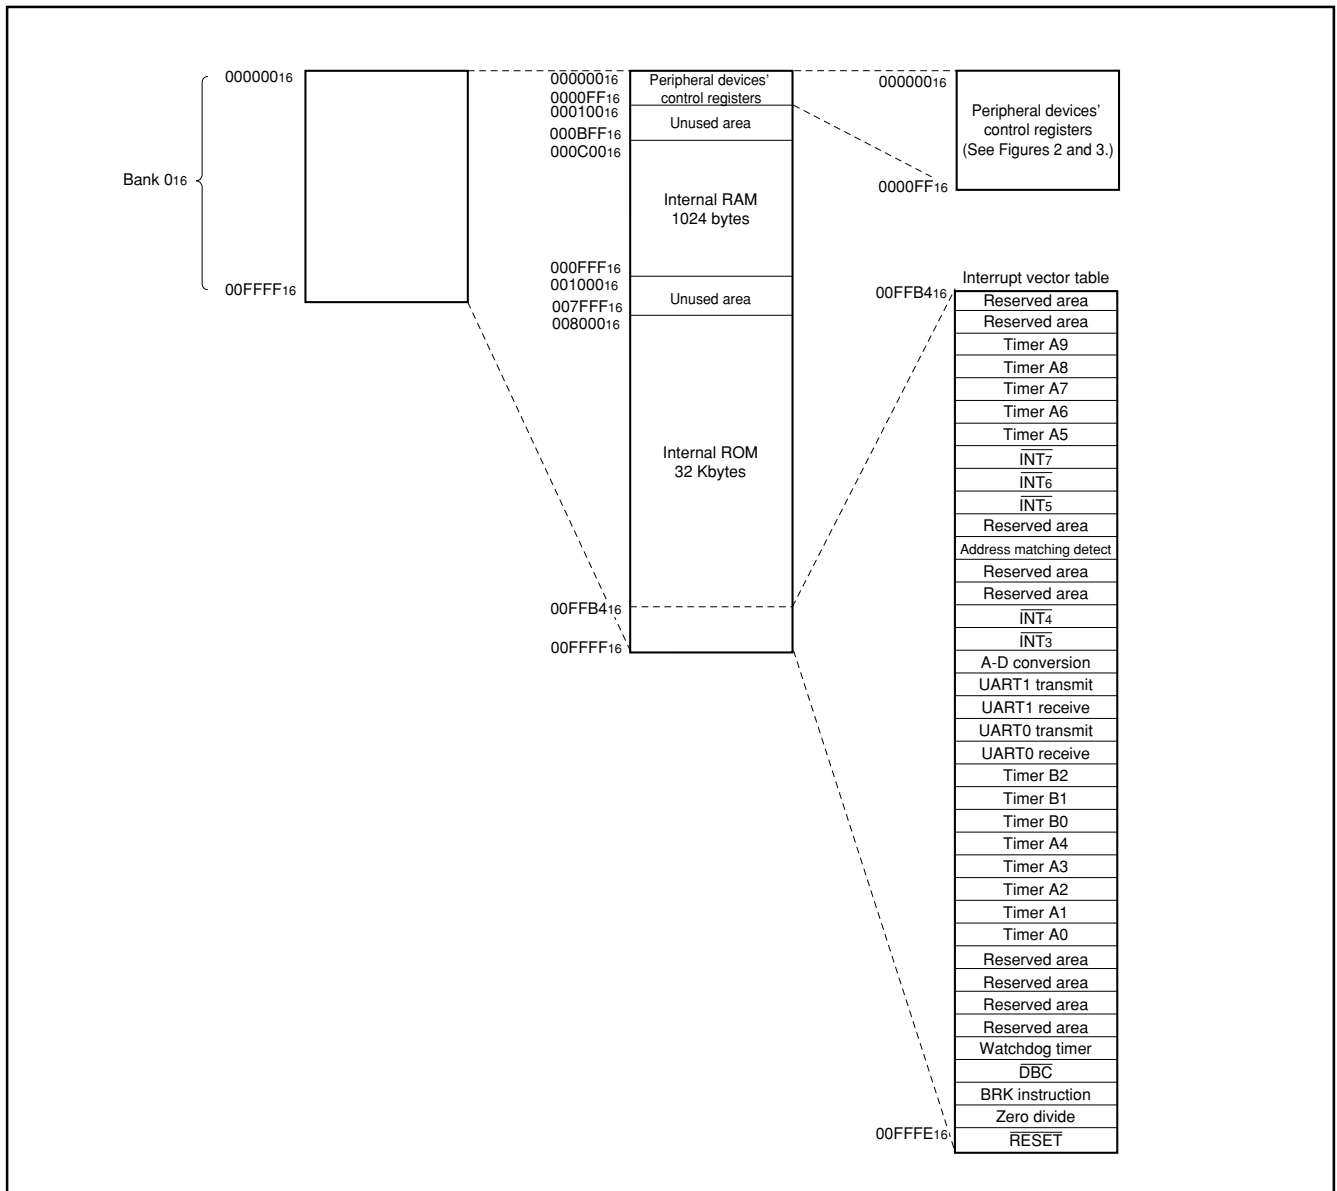 Bank 016
00000016
00FFFF16
00000016
0000FF16
00010016
000BFF16
000C0016
000FFF16
00100016
007FFF16
00800016
00FFB416
00FFFF16
Peripheral devices’
control registers
Unused area
Internal RAM
1024 bytes
Unused area
Internal ROM
32 Kbytes
00000016
0000FF16
Peripheral devices’
control registers
(See Figures 2 and 3.)
Interrupt vector table
00FFB416
Reserved area
Reserved area
Timer A9
Timer A8
Timer A7
Timer A6
Timer A5
INT7
INT6
INT5
Reserved area
Address matching detect
Reserved area
Reserved area
INT4
INT3
A-D conversion
UART1 transmit
UART1 receive
UART0 transmit
UART0 receive
Timer B2
Timer B1
Timer B0
Timer A4
Timer A3
Timer A2
Timer A1
Timer A0
Reserved area
Reserved area
Reserved area
Reserved area
Watchdog timer
DBC
BRK instruction
Zero divide
00FFFE16
RESET